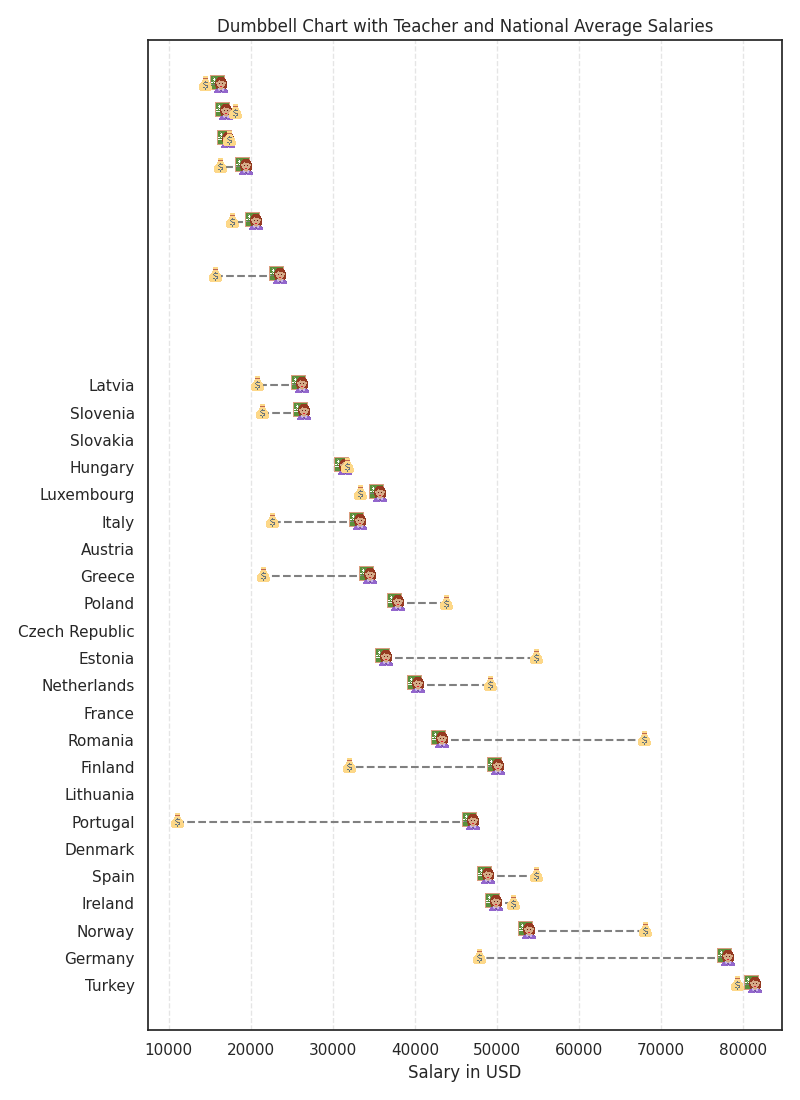 Dumbbell Chart with Teacher and National Average Salaries
Latvia
Slovenia
Slovakia
Hungary
Luxembourg
Italy
Austria
Greece
Poland
Czech Republic
Estonia
Netherlands
France
Romania
Finland
Lithuania
Portugal
Denmark
Spain
Ireland
Norway
Germany
Turkey
10000 20000 30000 40000 50000 60000 70000 80000
Salary in USD